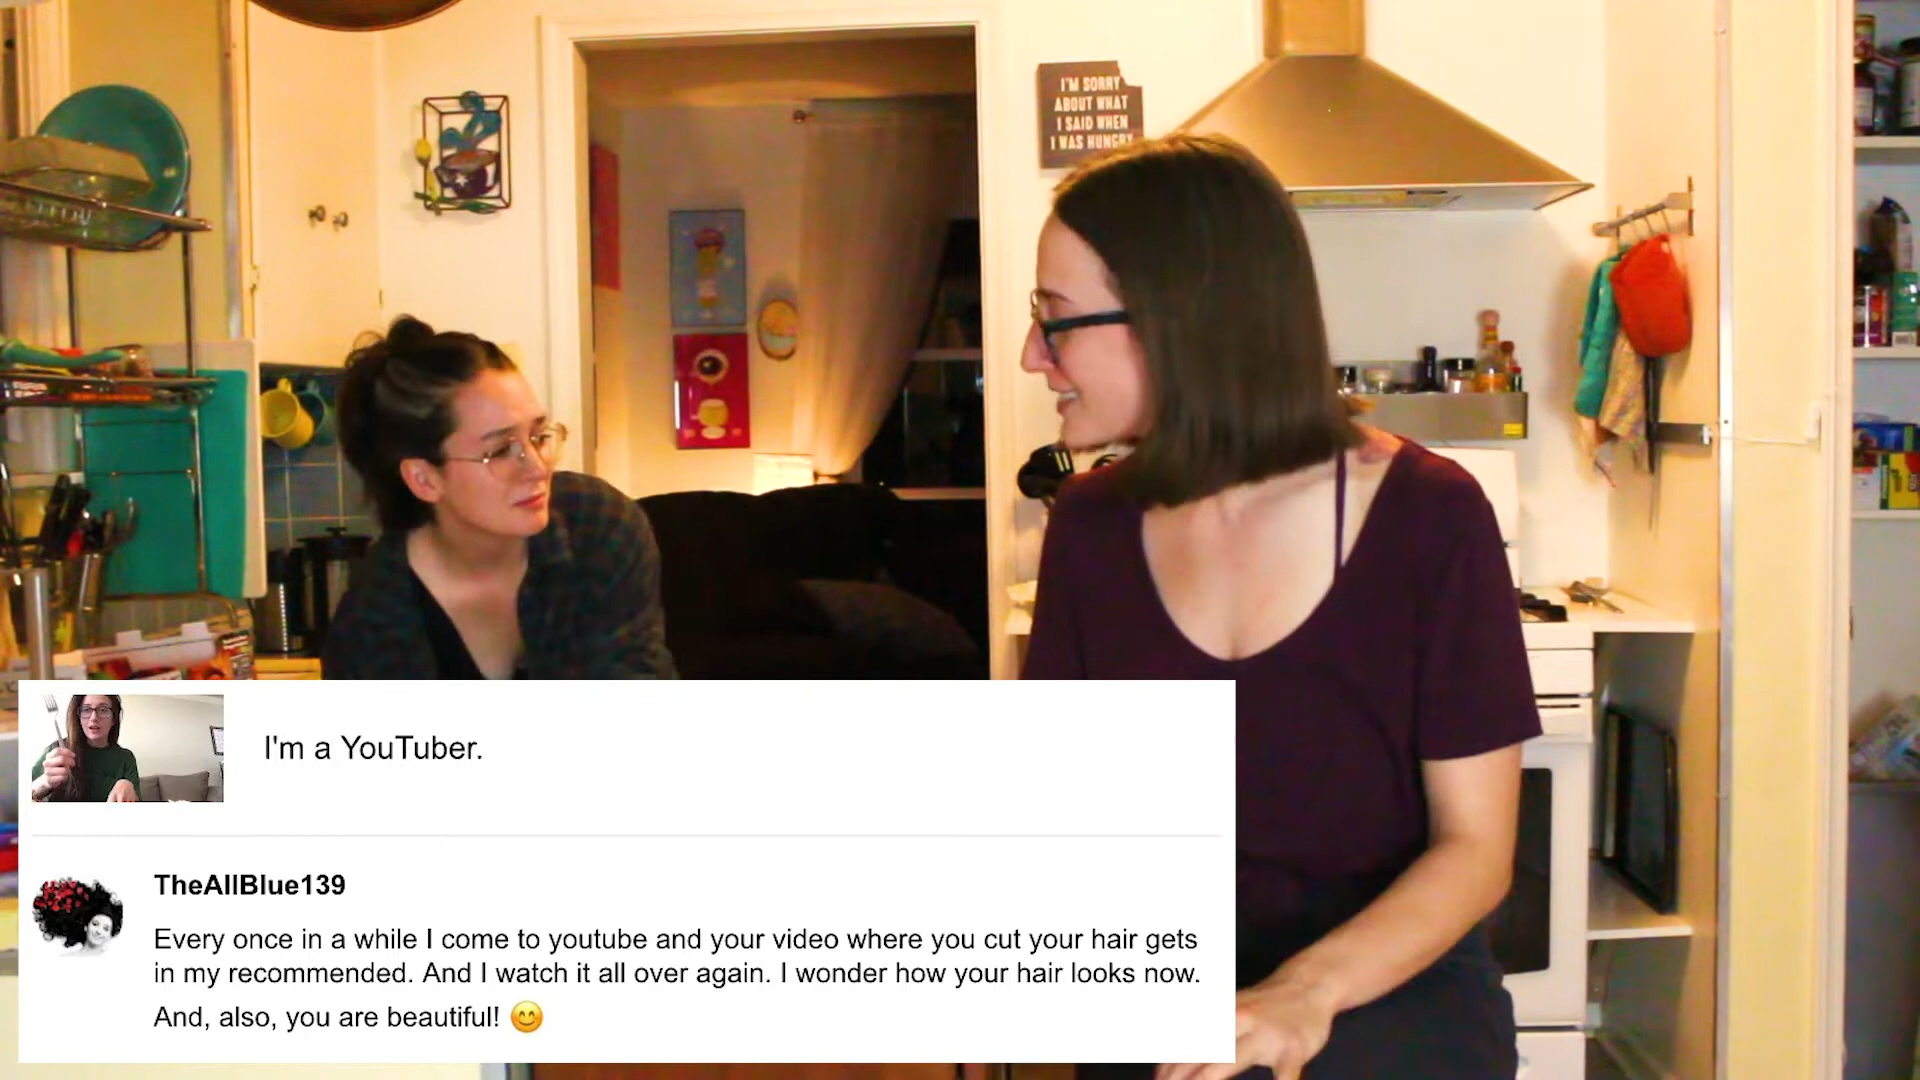 I'M SORRY
ABOUT WHAT
I SAID WHEN
I WAS HUNGRY
I'm a YouTuber.
TheAllBlue139
Every once in a while I come to youtube and your video where you cut your hair gets
in my recommended. And I watch it all over again. I wonder how your hair looks now.
And, also, you are beautiful! 😊